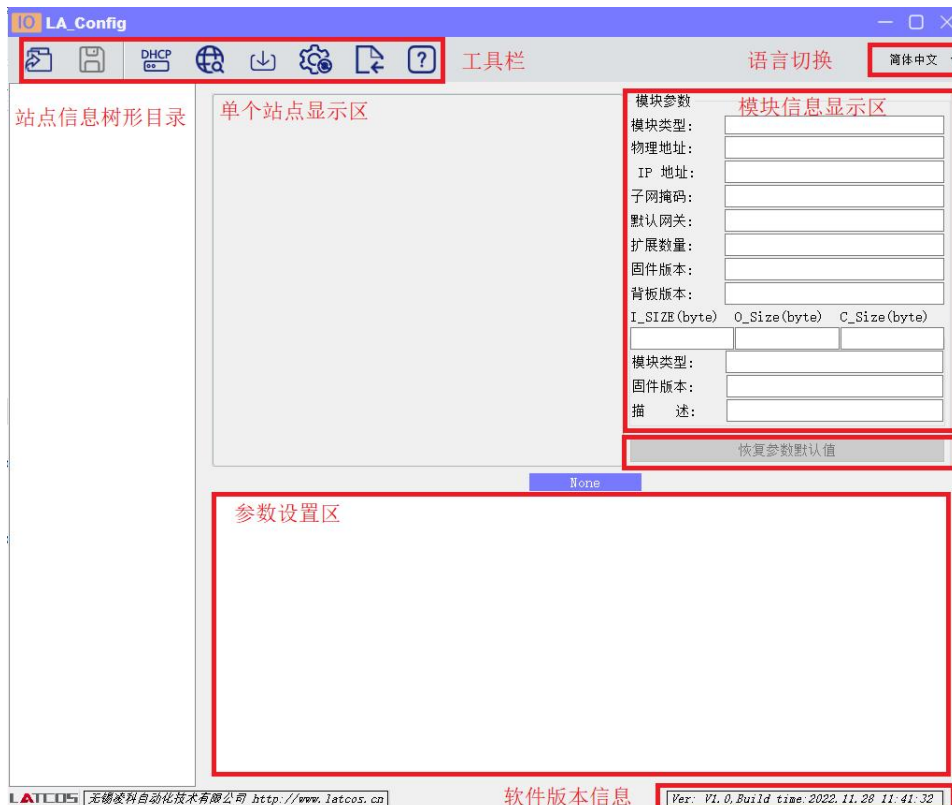 IO LA_Config
DHCP
?
工具栏
语言切换
简体中文
站点信息树形目录
单个站点显示区
模块参数
模块信息显示区
模块类型:
物理地址:
IP 地址:
子网掩码:
默认网关:
扩展数量:
固件版本:
背板版本:
I_SIZE(byte) O_Size(byte) C_Size(byte)
模块类型:
固件版本:
描 述:
恢复参数默认值
None
参数设置区
LATCOS 无锡凌科自动化技术有限公司 http://www.latcos.cn
软件版本信息
Ver: V1.0,Build time:2022.11.28 11:41:32